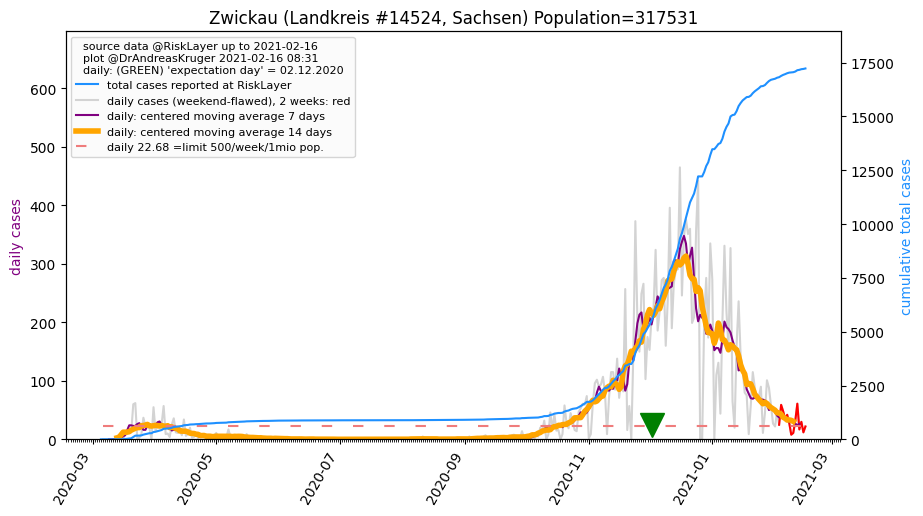 Zwickau (Landkreis #14524, Sachsen) Population=317531
source data @RiskLayer up to 2021-02-16
plot @DrAndreasKruger 2021-02-16 08:31
daily: (GREEN) 'expectation day' = 02.12.2020
total cases reported at RiskLayer
daily cases (weekend-flawed), 2 weeks: red
daily: centered moving average 7 days
daily: centered moving average 14 days
daily 22.68 =limit 500/week/1mio pop.
daily cases
600
500
400
300
200
100
0
17500
15000
12500
10000
7500
5000
2500
0
cumulative total cases
2020-03
2020-05
2020-07
2020-09
2020-11
2021-01
2021-03